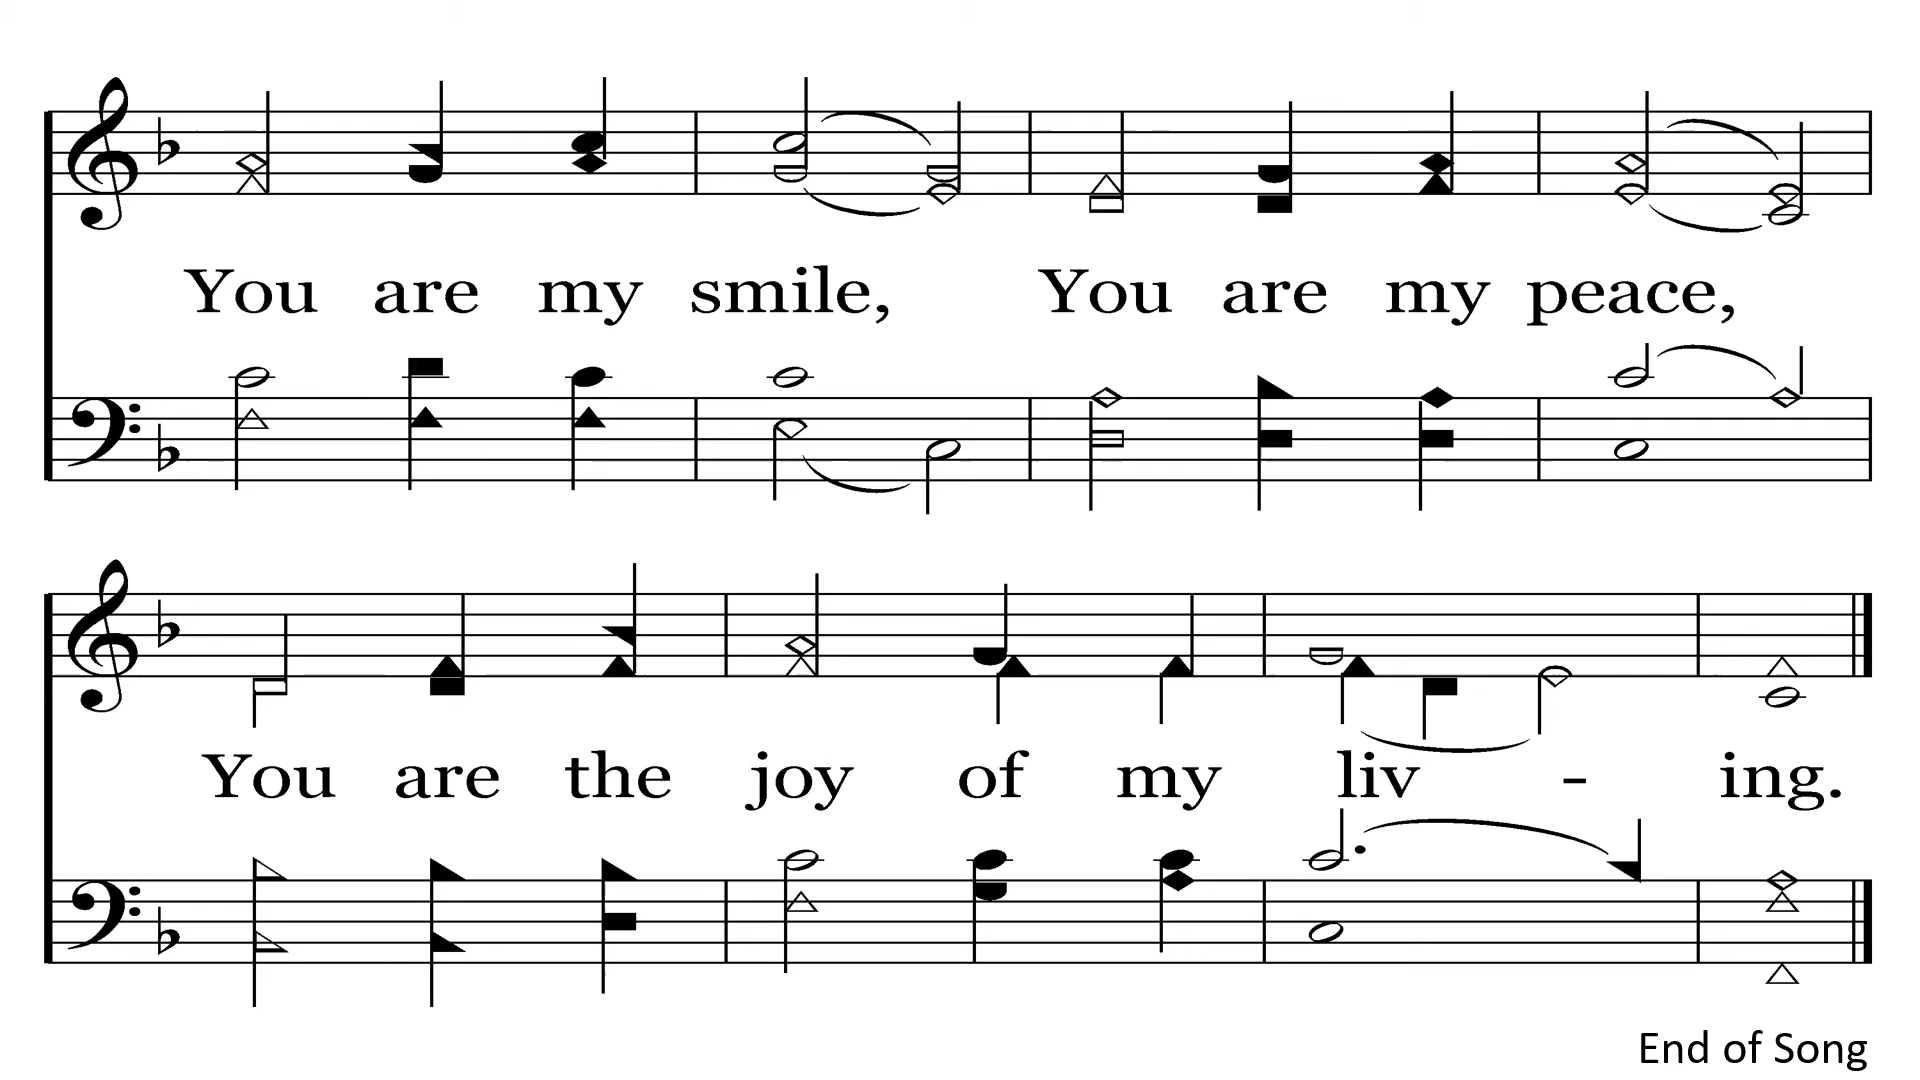 You are my smile, You are my peace,
You are the joy of my liv - ing.
End of Song